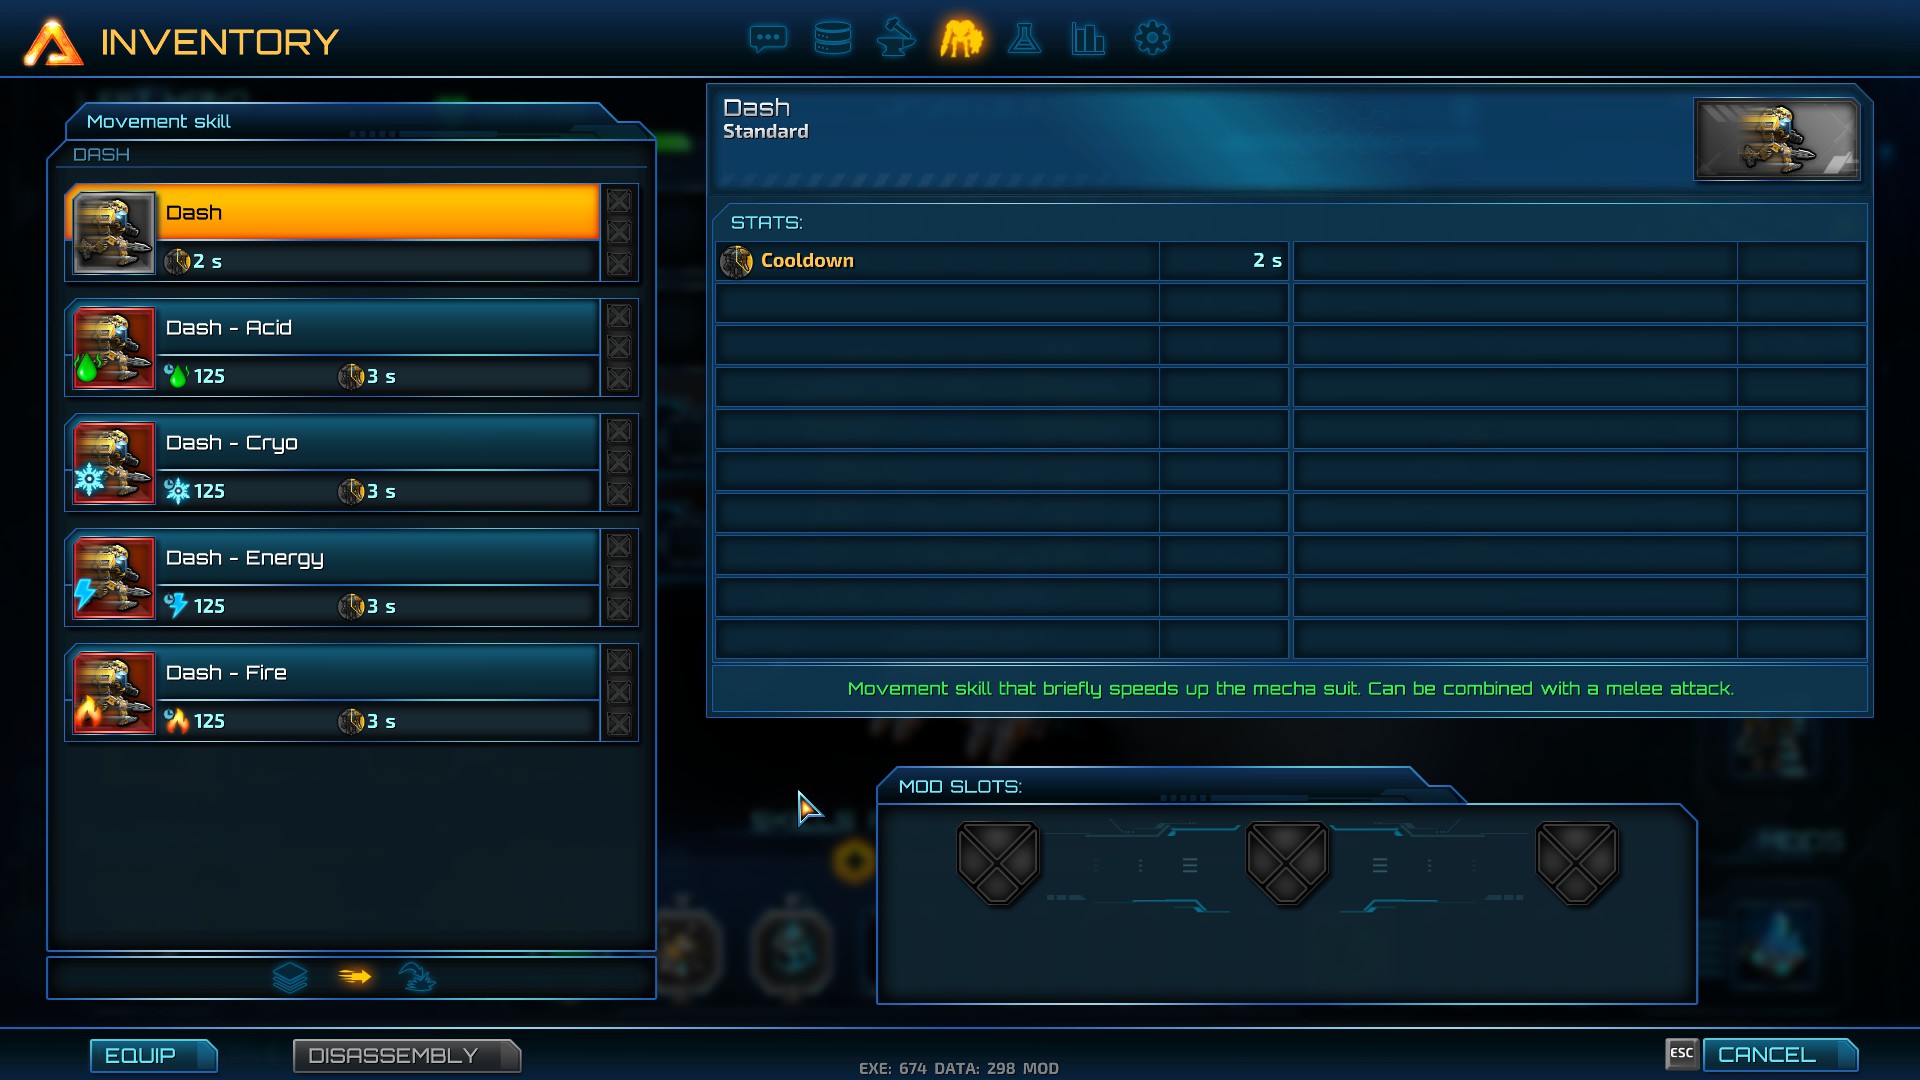 INVENTORY
Movement skill
DASH
Dash
2 s
Dash - Acid
125 3 s
Dash - Cryo
125 3 s
Dash - Energy
125 3 s
Dash - Fire
125 3 s
Dash
Standard
STATS:
Cooldown 2 s
Movement skill that briefly speeds up the mecha suit. Can be combined with a melee attack.
MOD SLOTS:
EQUIP
DISASSEMBLY
EXE: 674 DATA: 298 MOD
ESC
CANCEL